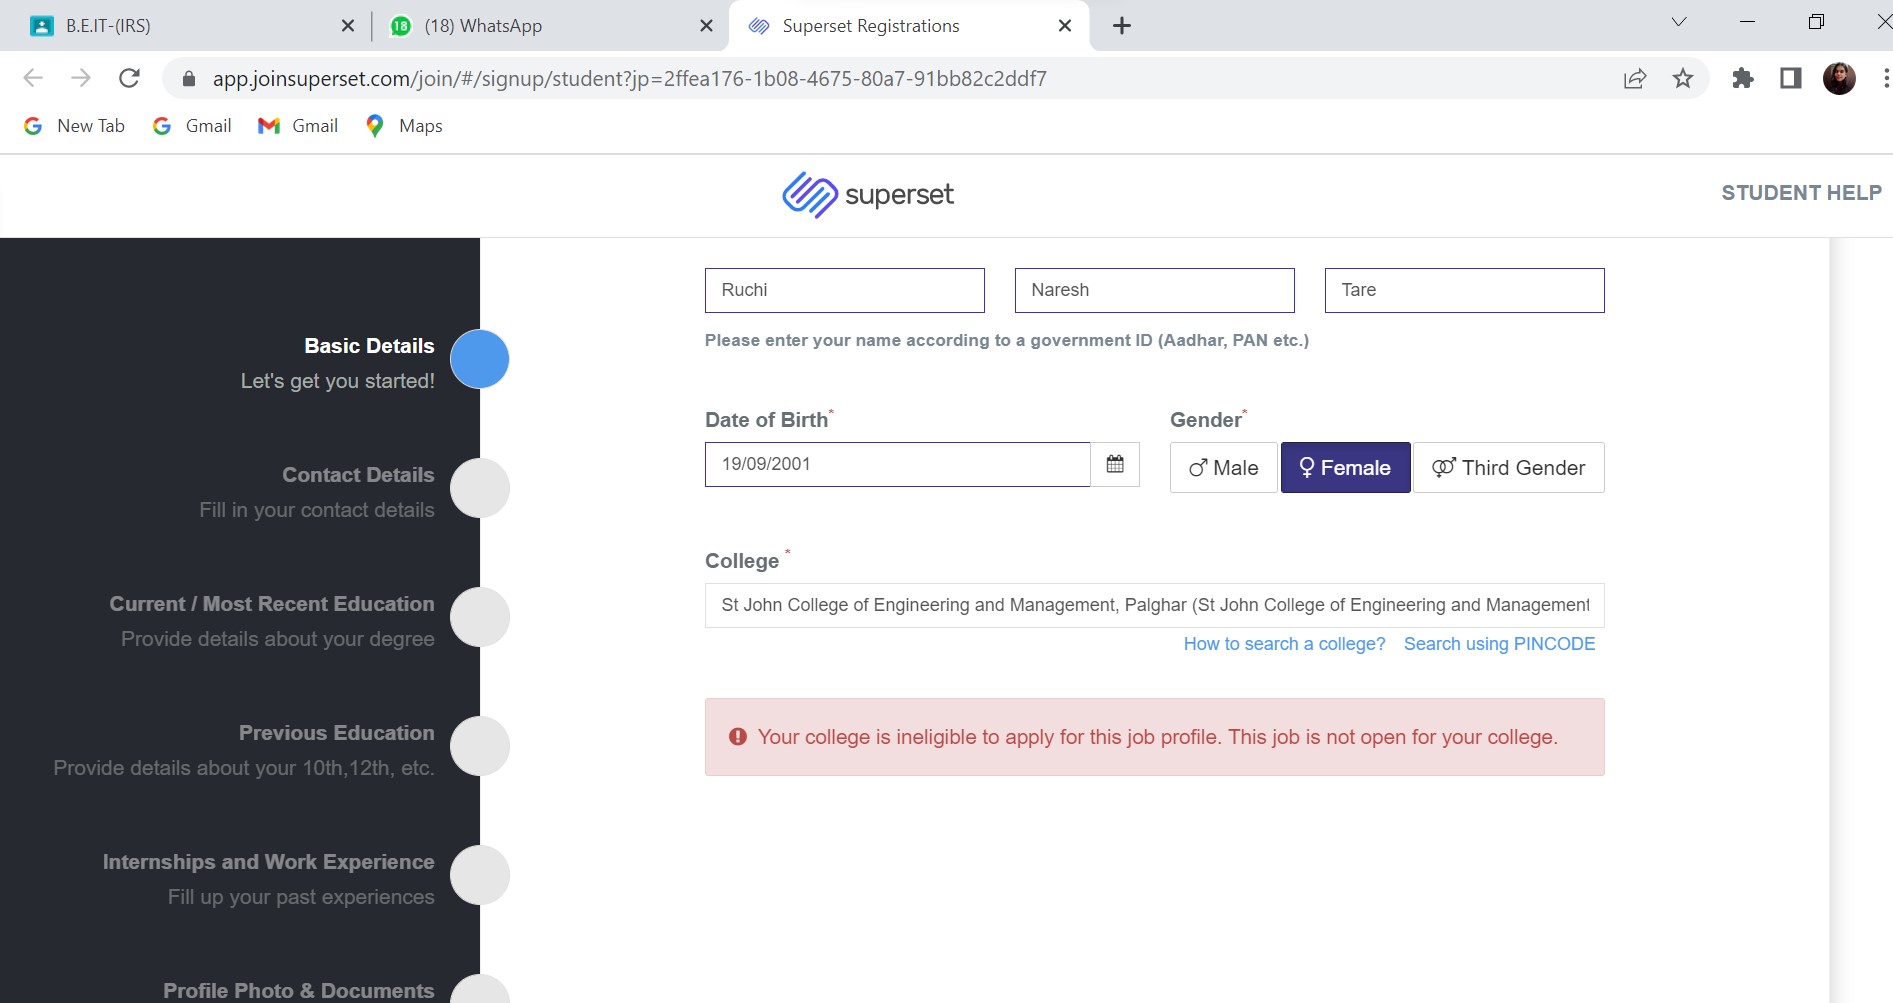 B.E.IT-(IRS)
18
(18) WhatsApp
Superset Registrations
app.joinsuperset.com/join/#/signup/student?jp=2ffea176-1b08-4675-80a7-91bb82c2ddf7
New Tab
Gmail
Gmail
Maps
superset
STUDENT HELP
Basic Details
Let's get you started!
Contact Details
Fill in your contact details
Current / Most Recent Education
Provide details about your degree
Previous Education
Provide details about your 10th,12th, etc.
Internships and Work Experience
Fill up your past experiences
Profile Photo & Documents
Ruchi
Naresh
Tare
Please enter your name according to a government ID (Aadhar, PAN etc.)
Date of Birth*
19/09/2001
Gender*
Male
Female
Third Gender
College *
St John College of Engineering and Management, Palghar (St John College of Engineering and Management
How to search a college?
Search using PINCODE
Your college is ineligible to apply for this job profile. This job is not open for your college.